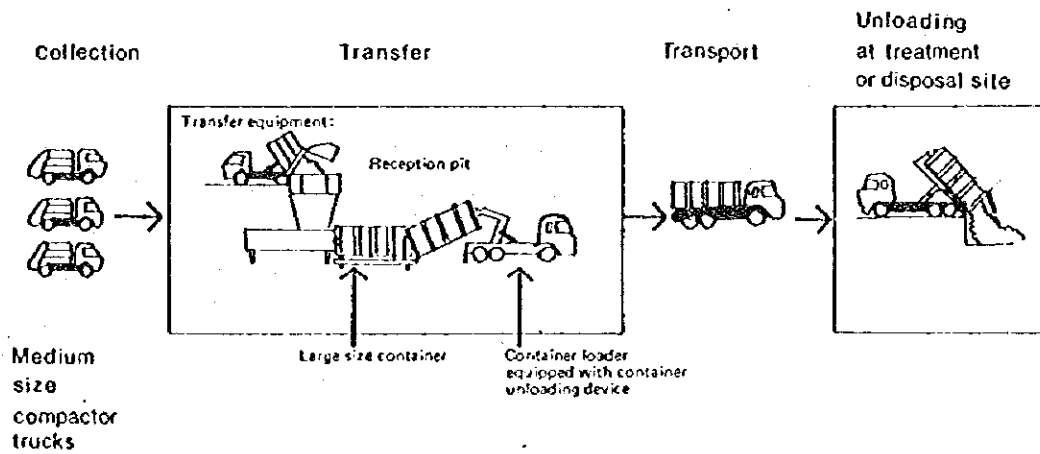 Collection
Transfer
Transport
Unloading
at treatment
or disposal site
Transfer equipment:
Reception pit
Large size container
Container loader
equipped with container
unloading device
Medium
size
compactor
trucks